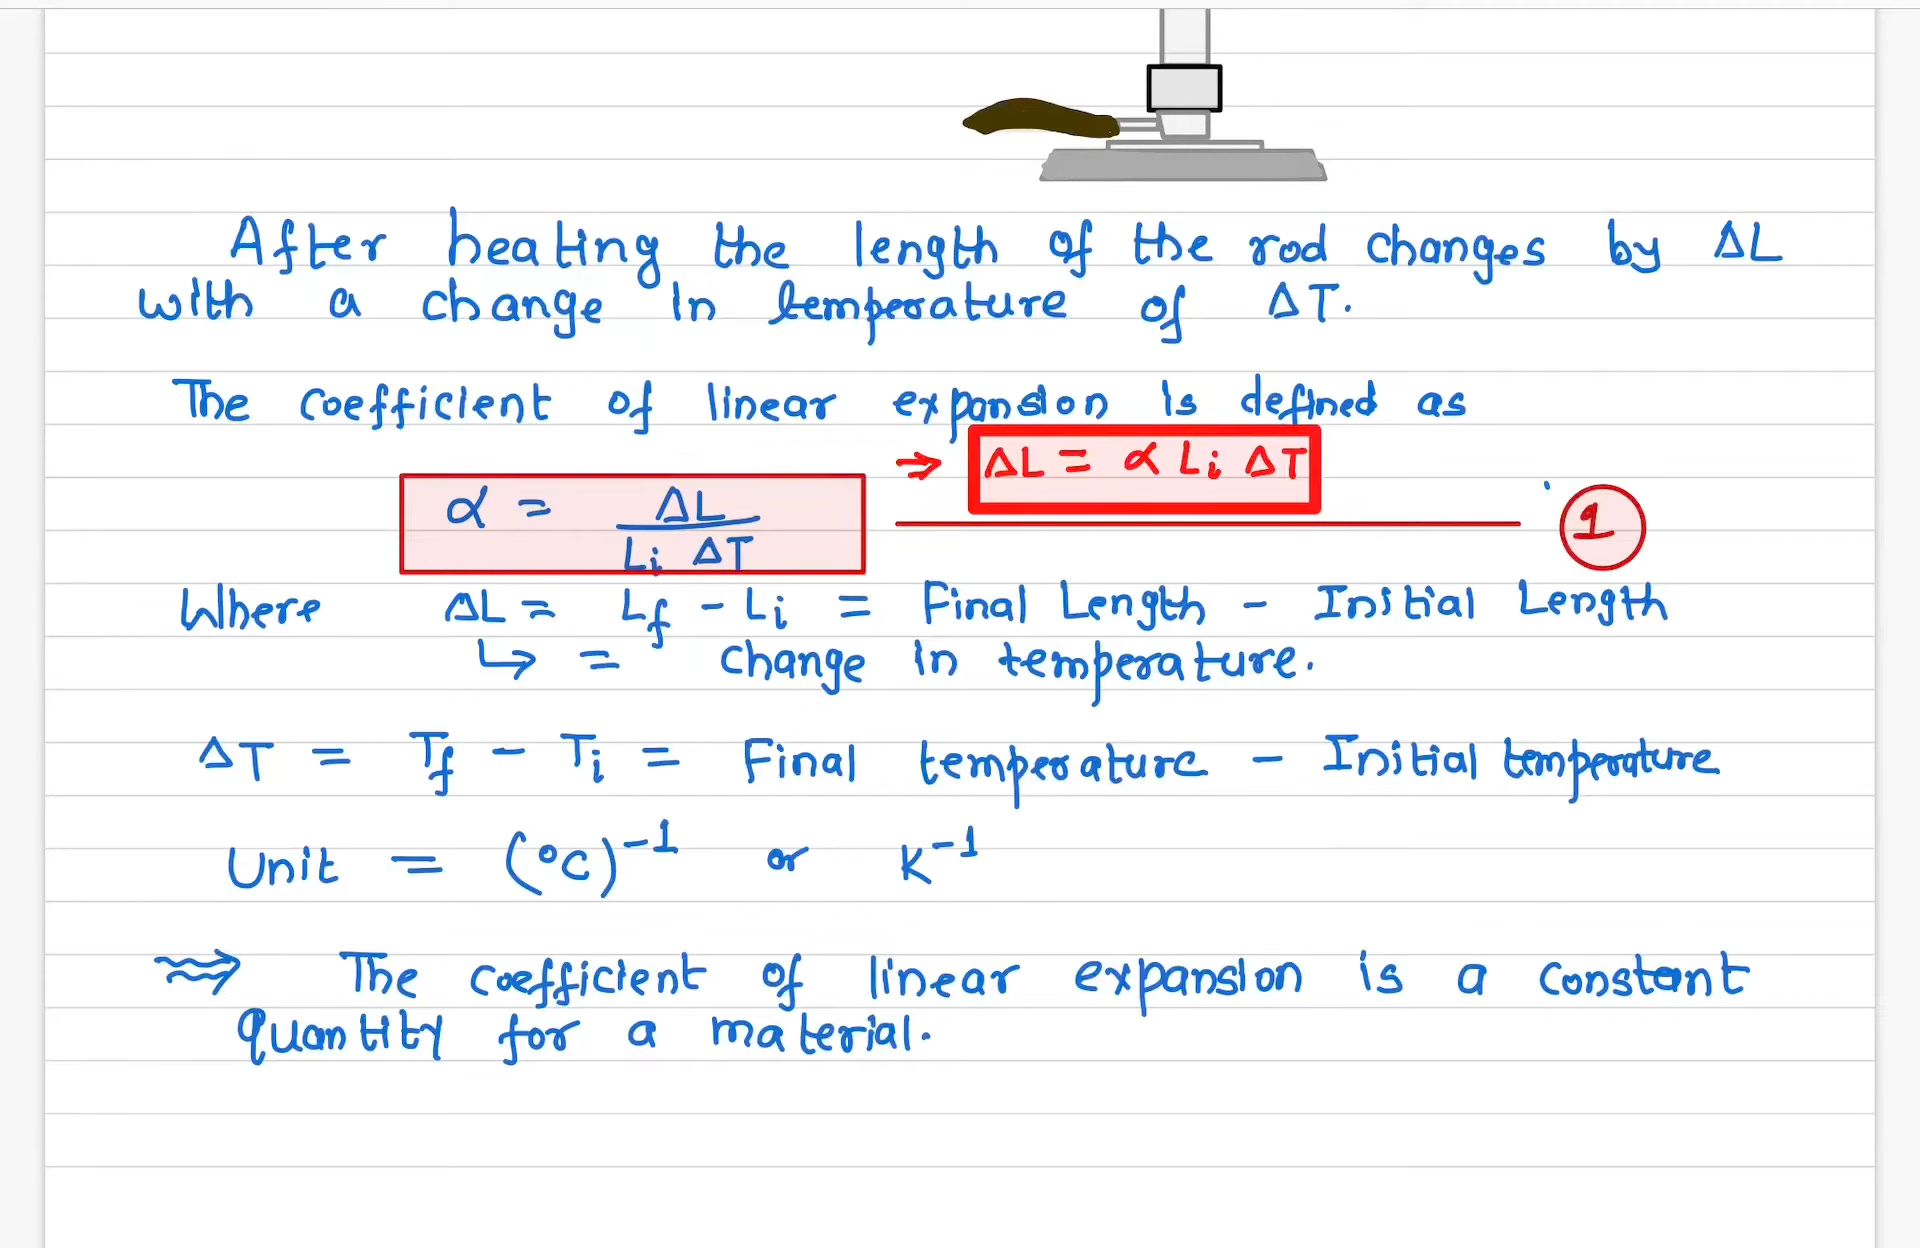 After heating the length of the rod changes by ΔL
with a change in temperature of ΔT.
The coefficient of linear expansion is defined as
→ ΔL = α Li ΔT
α = ΔL / Li ΔT
1
Where ΔL = Lf - Li = Final Length - Initial Length
↳ = change in temperature.
ΔT = Tf - Ti = Final temperature - Initial temperature
Unit = (°C)⁻¹ or K⁻¹
The coefficient of linear expansion is a constant
quantity for a material.